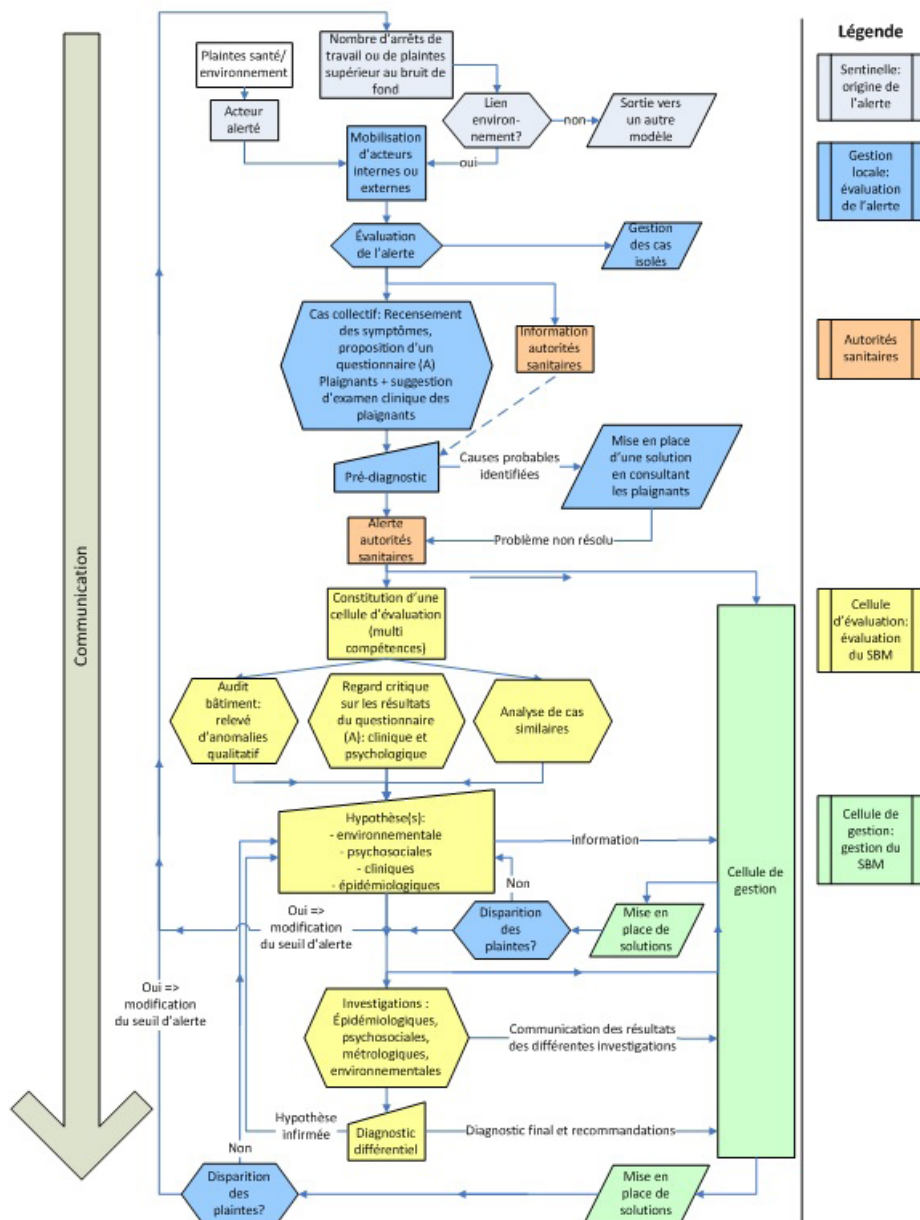 Plaintes santé/
environnement
Acteur
alerté
Nombre d'arrêts de
travail ou de plaintes
supérieur au bruit de
fond
Lien
environ-
nement?
non
Sortie vers
un autre
modèle
oui
Mobilisation
d'acteurs
internes ou
externes
Évaluation
de l'alerte
Gestion
des cas
isolés
Cas collectif: Recensement
des symptômes,
proposition d'un
questionnaire (A)
Plaignants + suggestion
d'examen clinique des
plaignants
Information
autorités
sanitaires
Pré-diagnostic
Causes probables
identifiées
Mise en place
d'une solution
en consultant
les plaignants
Alerte
autorités
sanitaires
Problème non résolu
Constitution d'une
cellule d'évaluation
(multi
compétences)
Audit
bâtiment:
relevé
d'anomalies
qualitatif
Regard critique
sur les résultats
du questionnaire
(A): clinique et
psychologique
Analyse de cas
similaires
Hypothèse(s):
- environnementale
- psychosociales
- cliniques
- épidémiologiques
information
Cellule de
gestion
Non
Disparition
des
plaintes?
Mise en
place de
solutions
Oui =>
modification
du seuil d'alerte
Oui =>
modification
du seuil d'alerte
Investigations :
Épidémiologiques,
psychosociales,
métrologiques,
environnementales
Communication des résultats
des différentes investigations
Hypothèse
infirmée
Diagnostic
différentiel
Diagnostic final et recommandations
Non
Disparition
des
plaintes?
Mise en
place de
solutions
Communication
Légende
Sentinelle:
origine de
l'alerte
Gestion
locale:
évaluation
de l'alerte
Autorités
sanitaires
Cellule
d'évaluation:
évaluation
du SBM
Cellule de
gestion:
gestion du
SBM